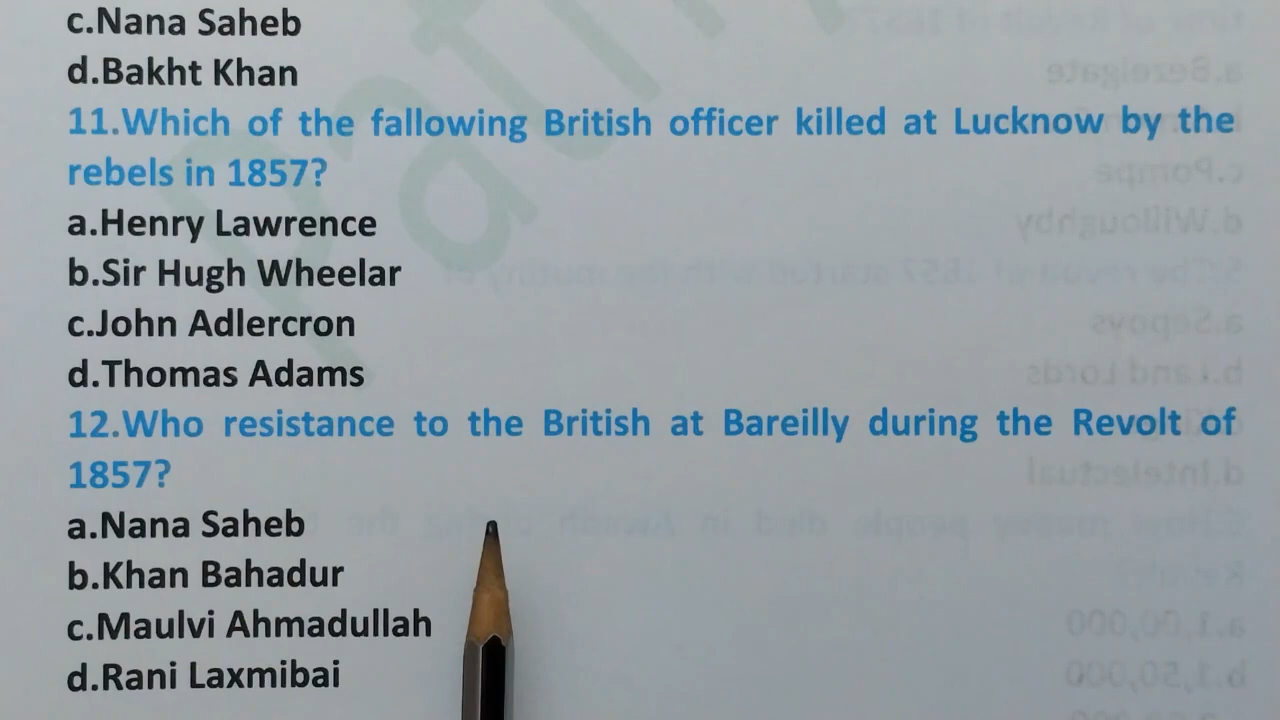 c.Nana Saheb
d.Bakht Khan
11.Which of the fallowing British officer killed at Lucknow by the
rebels in 1857?
a.Henry Lawrence
b.Sir Hugh Wheelar
c.John Adlercron
d.Thomas Adams
12.Who resistance to the British at Bareilly during the Revolt of
1857?
a.Nana Saheb
b.Khan Bahadur
c.Maulvi Ahmadullah
d.Rani Laxmibai